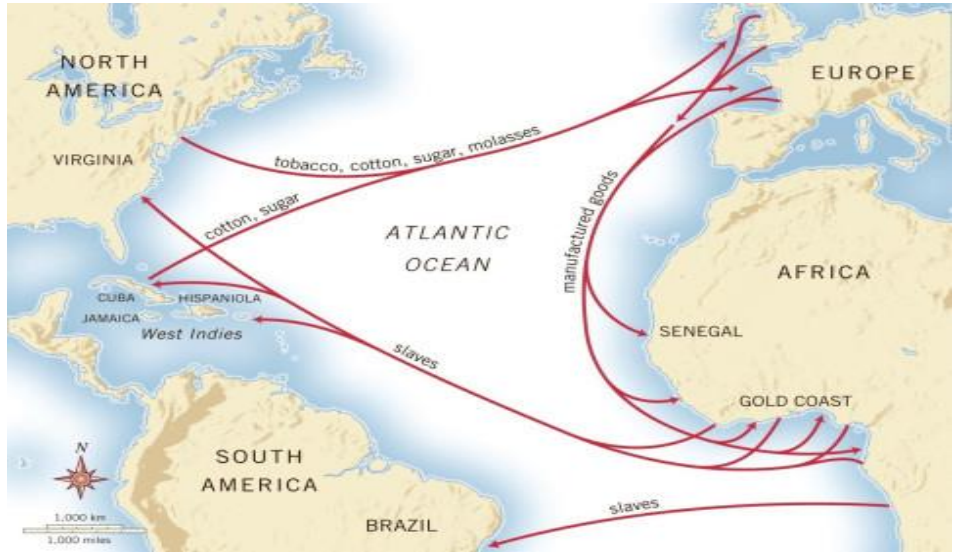 NORTH
AMERICA
EUROPE
VIRGINIA
tobacco, cotton, sugar, molasses
cotton, sugar
manufactured goods
ATLANTIC
OCEAN
AFRICA
CUBA
HISPANIOLA
JAMAICA
West Indies
SENEGAL
slaves
GOLD COAST
N
SOUTH
AMERICA
slaves
BRAZIL
1,000 km
1,000 miles